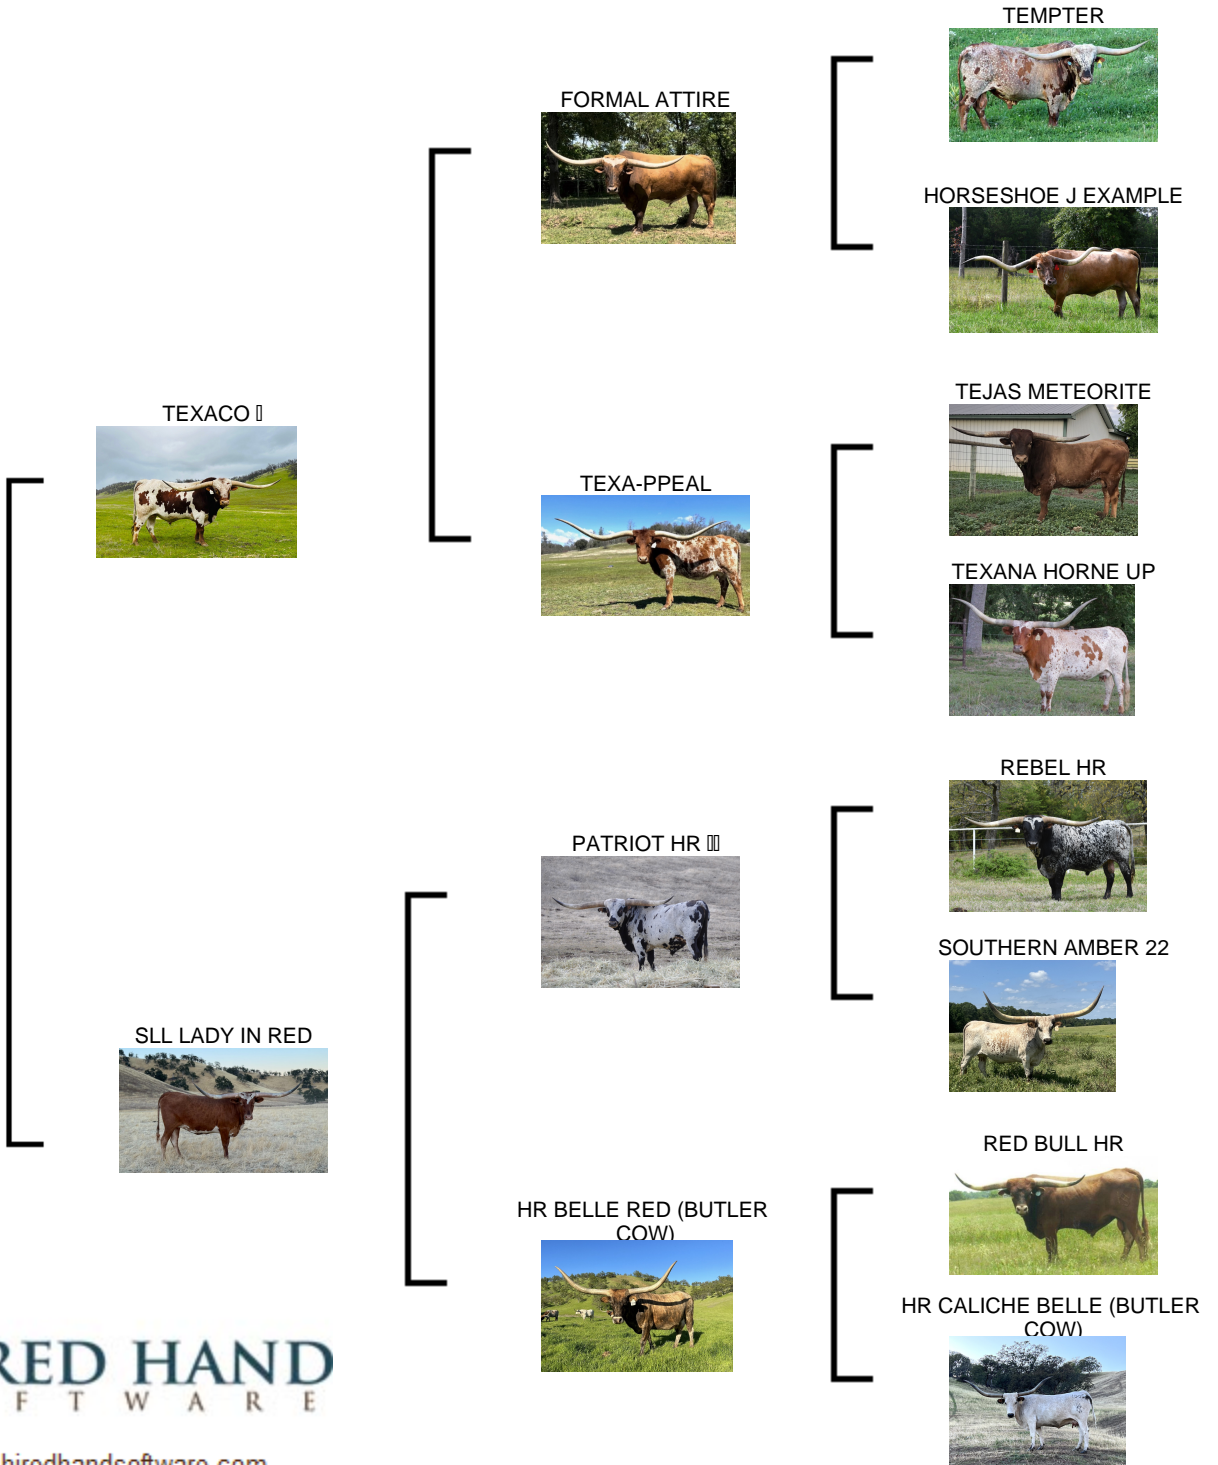 TEMPTER
FORMAL ATTIRE
HORSESHOE J EXAMPLE
TEJAS METEORITE
TEXACO
TEXA-PPEAL
TEXANA HORNE UP
REBEL HR
PATRIOT HR
SOUTHERN AMBER 22
SLL LADY IN RED
RED BULL HR
HR BELLE RED (BUTLER
COW)
HR CALICHE BELLE (BUTLER
COW)
RED HAND
F T W A R E
hiredhandsoftware.com